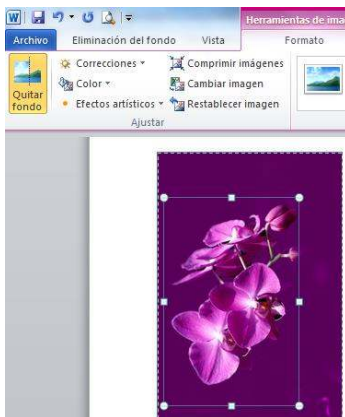 W
Herramientas de ima
Archivo Eliminación del fondo Vista Formato
Quitar fondo
Correcciones Comprimir imágenes
Color Cambiar imagen
Efectos artísticos Restablecer imagen
Ajustar